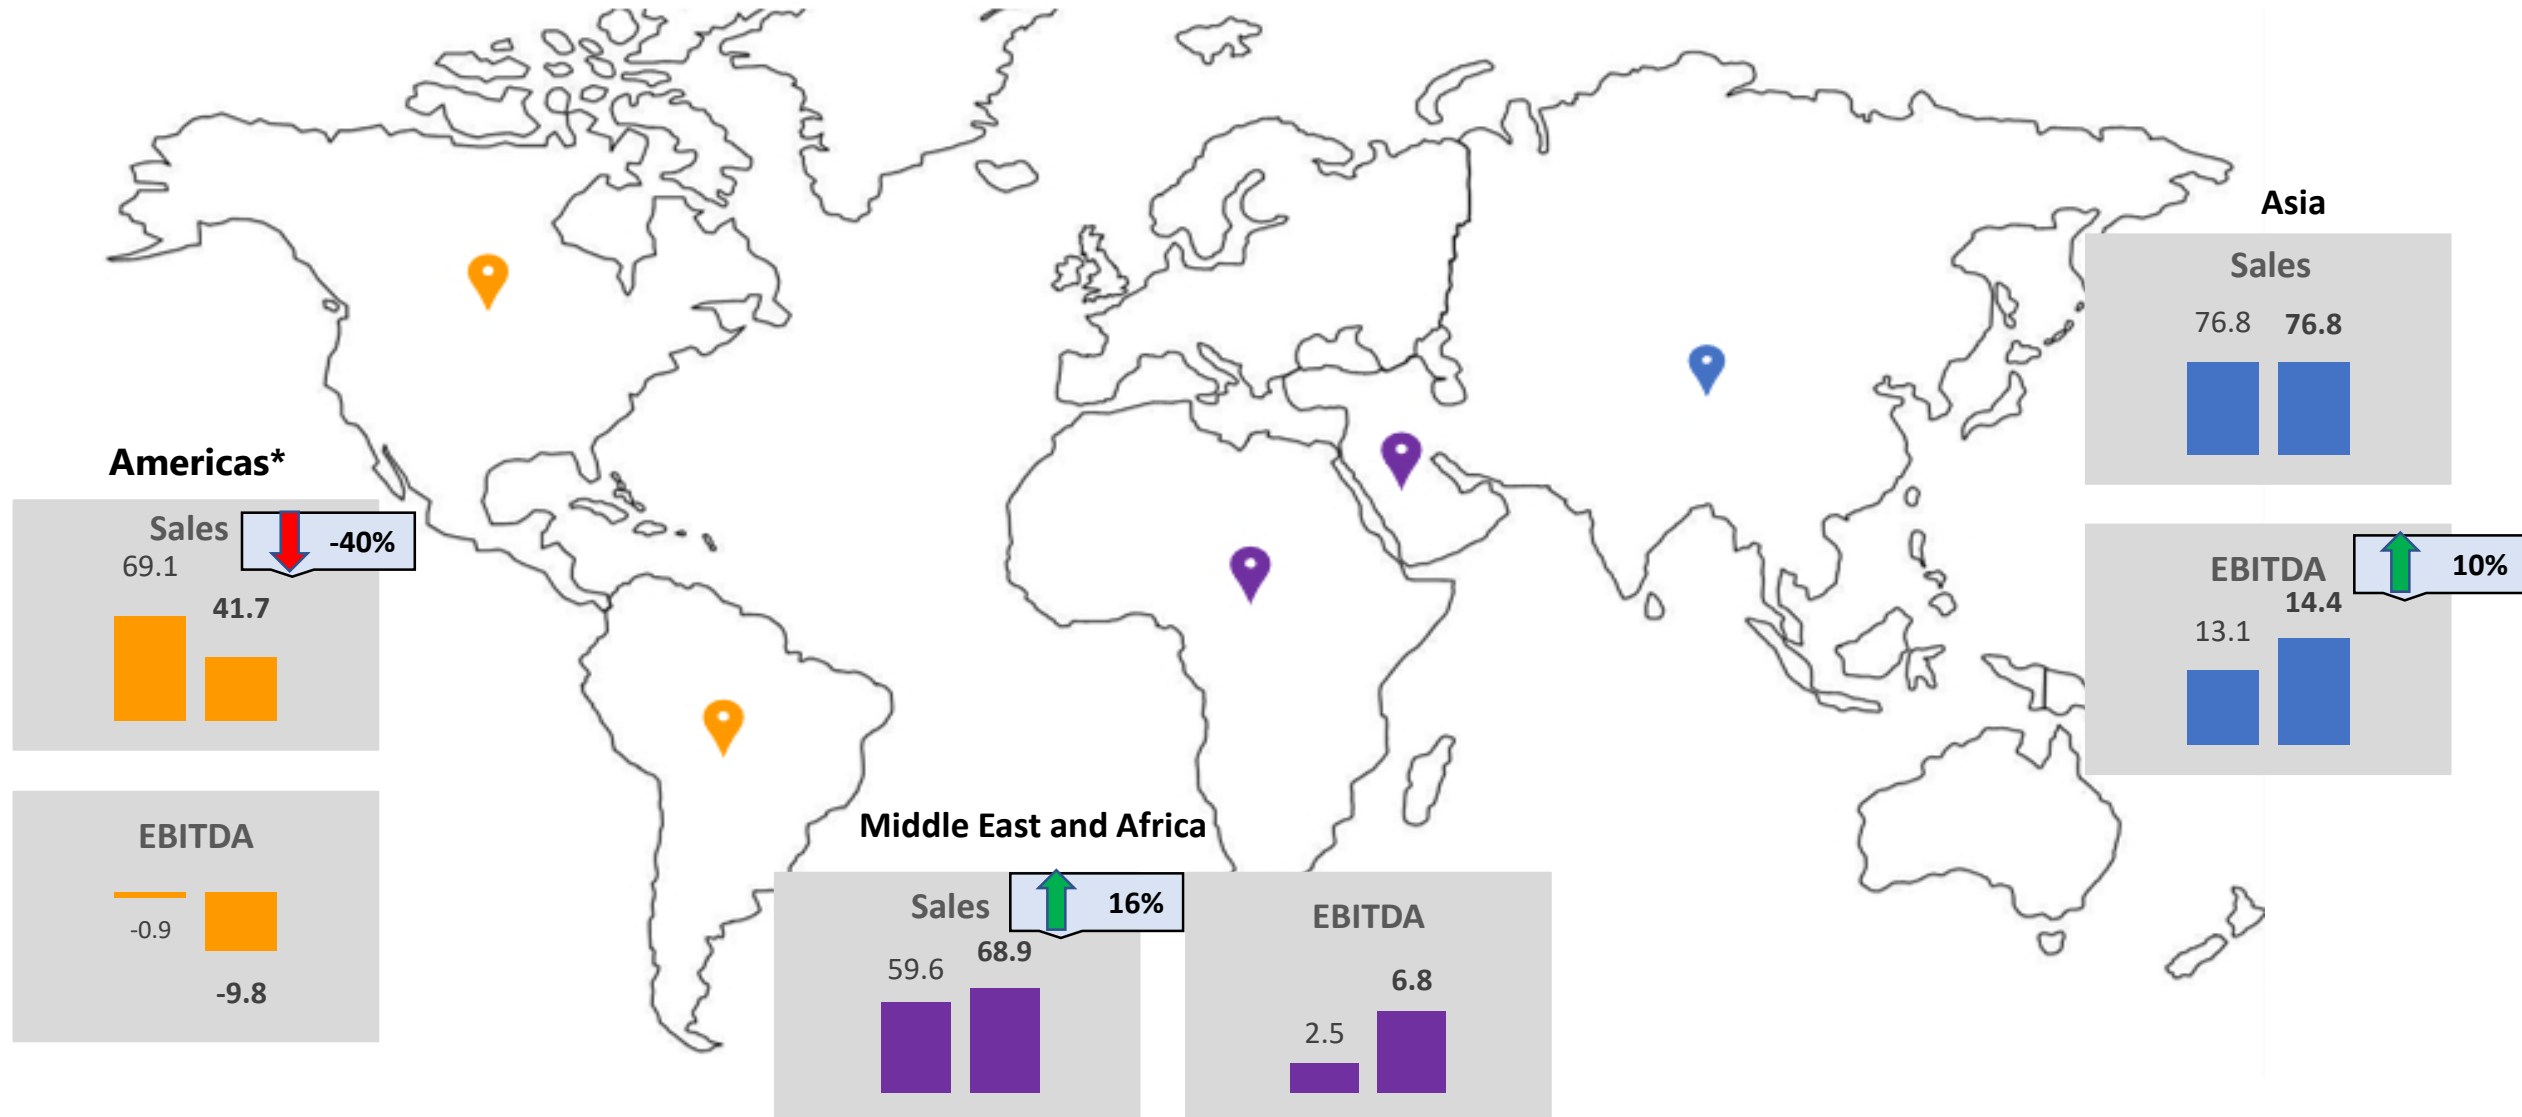 Asia
Sales
76.8 76.8
EBITDA 10%
14.4
13.1
Americas*
Sales -40%
69.1
41.7
EBITDA
-0.9
-9.8
Middle East and Africa
Sales 16%
68.9
59.6
EBITDA
6.8
2.5